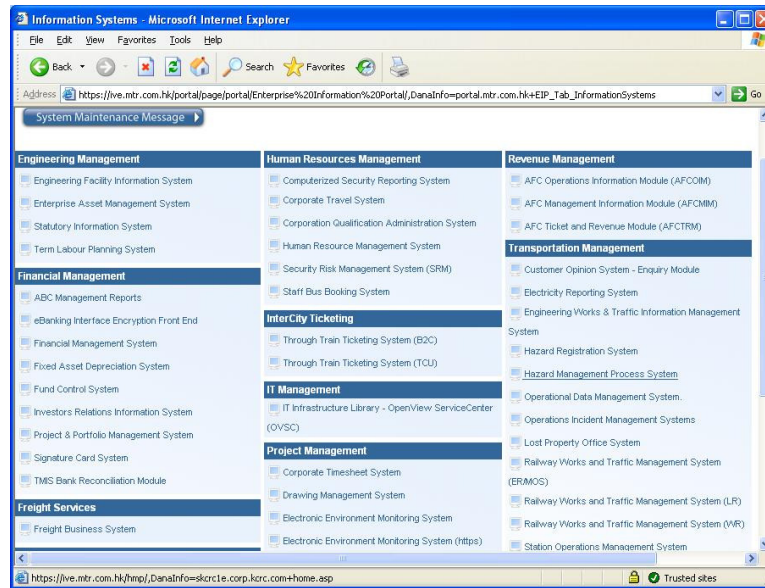 Information Systems - Microsoft Internet Explorer
File Edit View Favorites Tools Help
Back Search Favorites
Address https://ive.mtr.com.hk/portal/page/portal/Enterprise%20Information%20Portal/,DanaInfo=portal.mtr.com.hk+EIP_Tab_InformationSystems Go
System Maintenance Message
Engineering Management
Engineering Facility Information System
Enterprise Asset Management System
Statutory Information System
Term Labour Planning System
Financial Management
ABC Management Reports
eBanking Interface Encryption Front End
Financial Management System
Fixed Asset Depreciation System
Fund Control System
Investors Relations Information System
Project & Portfolio Management System
Signature Card System
TMIS Bank Reconciliation Module
Freight Services
Freight Business System
Human Resources Management
Computerized Security Reporting System
Corporate Travel System
Corporation Qualification Administration System
Human Resource Management System
Security Risk Management System (SRM)
Staff Bus Booking System
InterCity Ticketing
Through Train Ticketing System (B2C)
Through Train Ticketing System (TCU)
IT Management
IT Infrastructure Library - OpenView ServiceCenter
(OVSC)
Project Management
Corporate Timesheet System
Drawing Management System
Electronic Environment Monitoring System
Electronic Environment Monitoring System (https)
Revenue Management
AFC Operations Information Module (AFCOIM)
AFC Management Information Module (AFCMIM)
AFC Ticket and Revenue Module (AFCTRM)
Transportation Management
Customer Opinion System - Enquiry Module
Electricity Reporting System
Engineering Works & Traffic Information Management
System
Hazard Registration System
Hazard Management Process System
Operational Data Management System.
Operations Incident Management Systems
Lost Property Office System
Railway Works and Traffic Management System
(ER/MOS)
Railway Works and Traffic Management System (LR)
Railway Works and Traffic Management System (WR)
Station Operations Management System
https://ive.mtr.com.hk/hmp/,DanaInfo=skcrc1e.corp.kcrc.com+home.asp Trusted sites